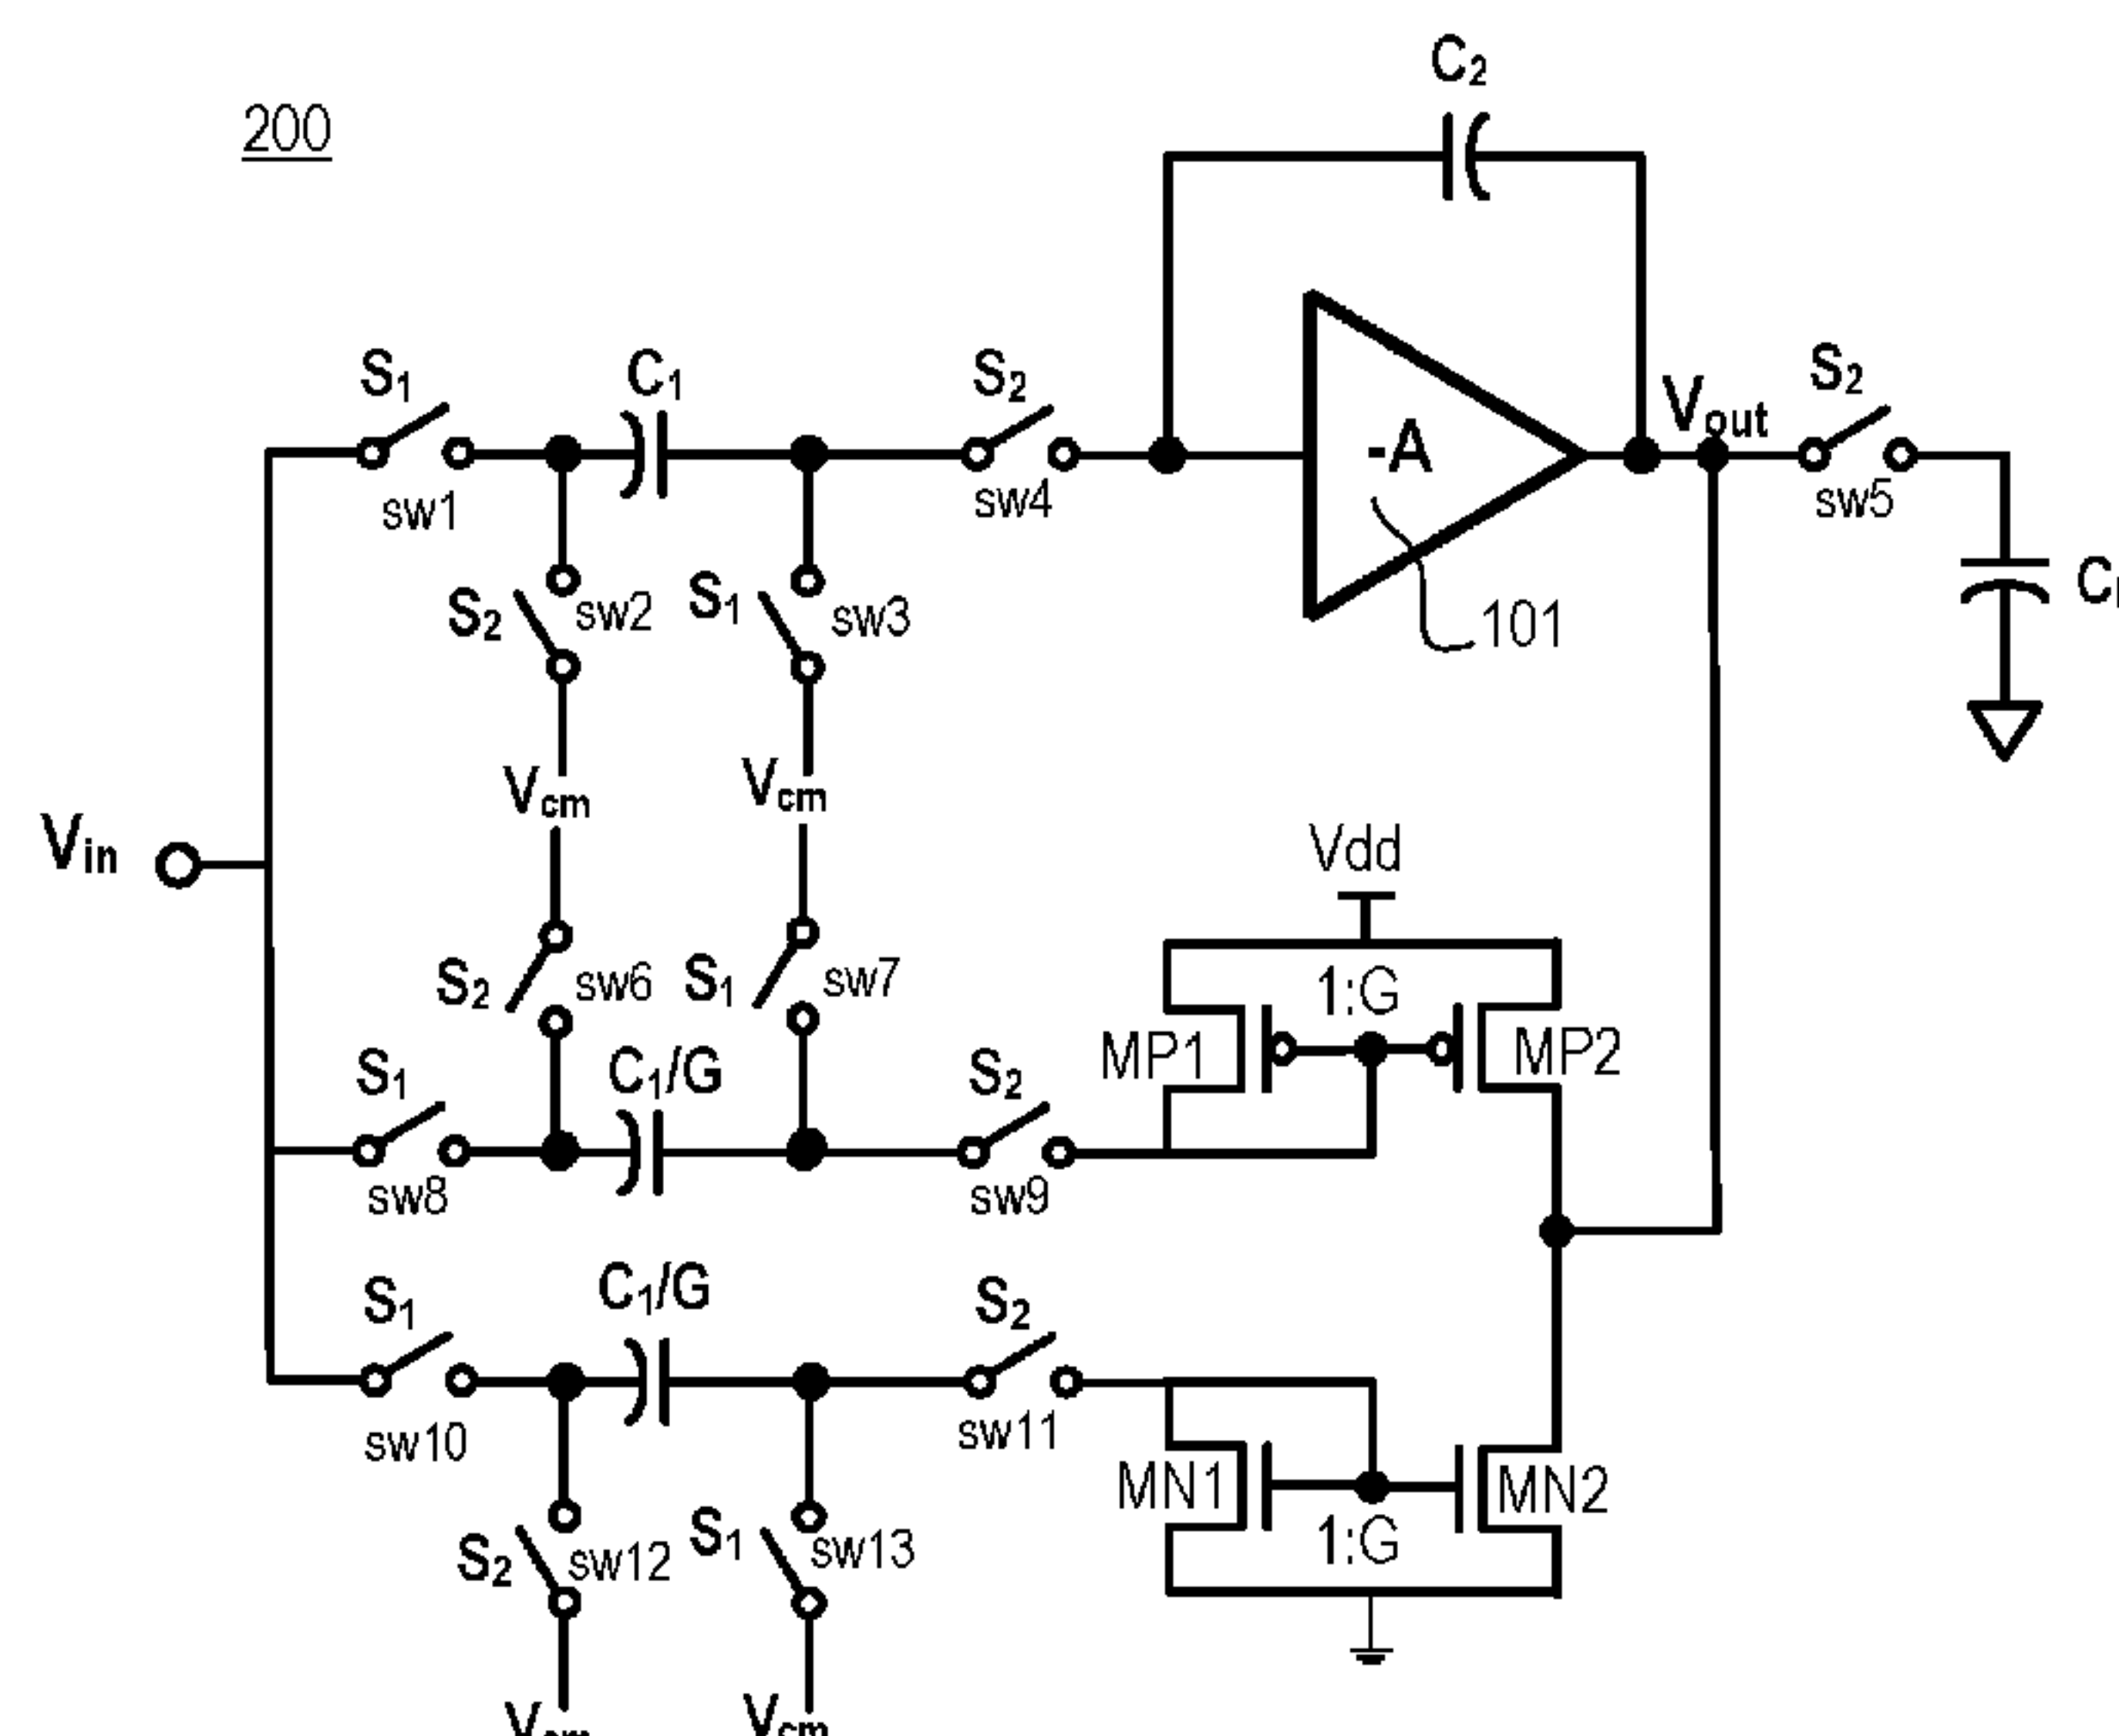 200
C₂
S₁
C₁
S₂
-A
Vout
S₂
sw1
sw4
sw5
S₂
sw2
S₁
sw3
101
Vcm
Vcm
Vin
Vdd
S₂
sw6
S₁
sw7
1:G
MP1
MP2
S₁
C₁/G
S₂
sw8
sw9
S₁
C₁/G
S₂
sw10
sw11
MN1
MN2
S₂
sw12
S₁
sw13
1:G
Vcm
Vcm